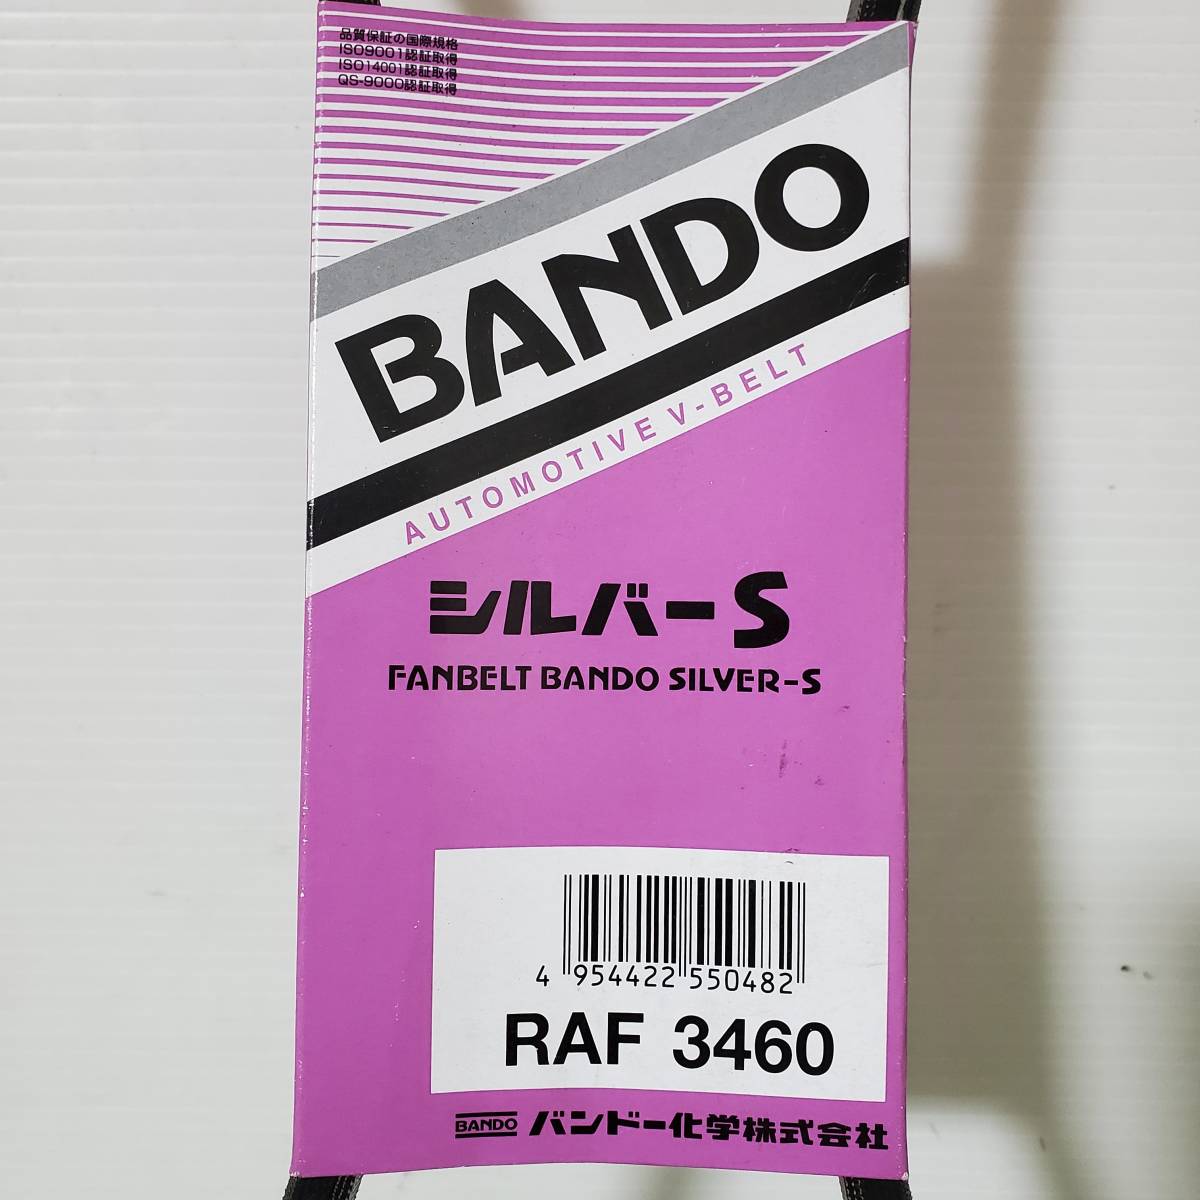 品質保証の国際規格
ISO9001認証取得
ISO14001認証取得
QS-9000認証取得
BANDO
AUTOMOTIVE V-BELT
シルバーS
FANBELT BANDO SILVER-S
4 954422 550482
RAF 3460
BANDO バンドー化学株式会社